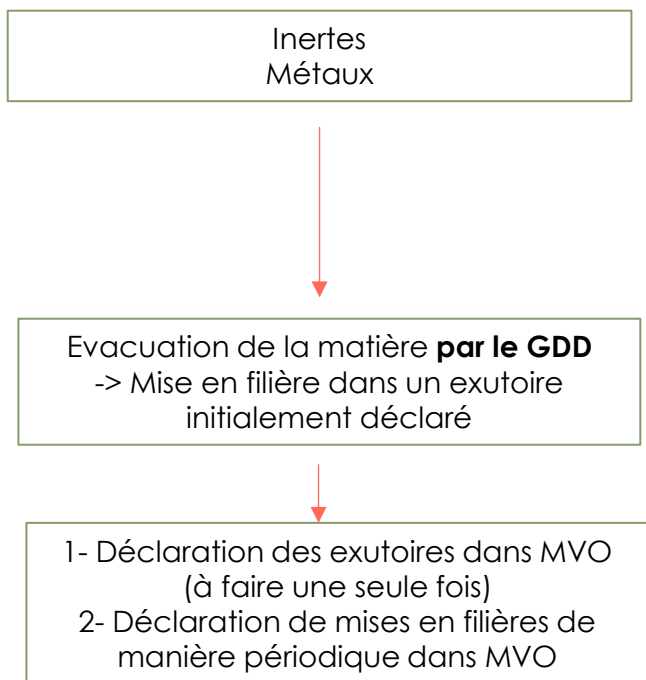 Inertes
Métaux
Evacuation de la matière par le GDD
-> Mise en filière dans un exutoire
initialement déclaré
1- Déclaration des exutoires dans MVO
(à faire une seule fois)
2- Déclaration de mises en filières de
manière périodique dans MVO